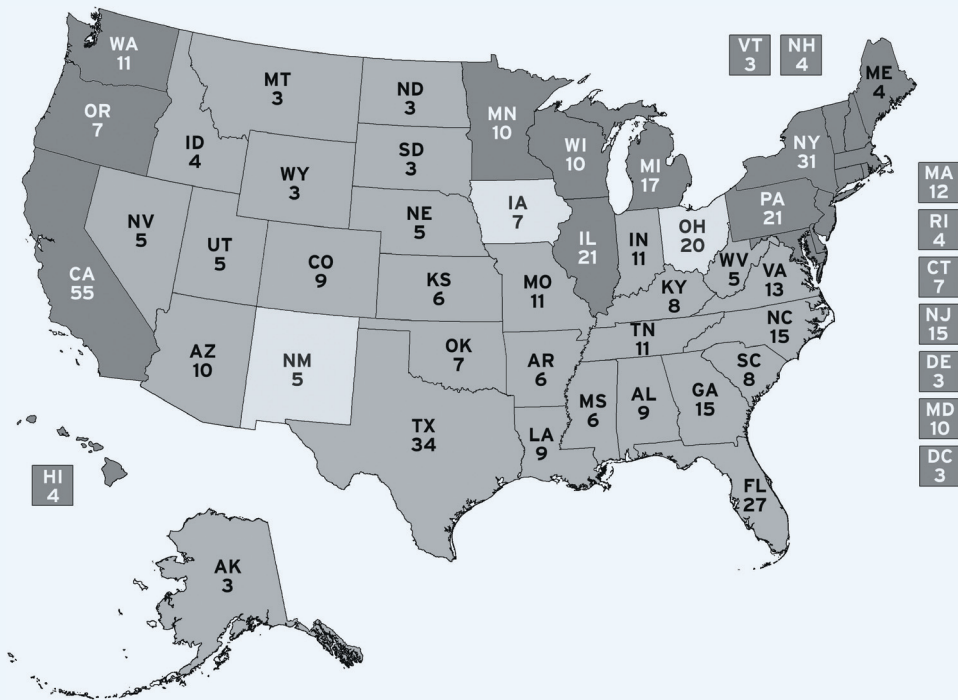 WA
11
OR
7
CA
55
ID
4
NV
5
MT
3
WY
3
UT
5
AZ
10
CO
9
NM
5
ND
3
SD
3
NE
5
KS
6
OK
7
TX
34
MN
10
IA
7
MO
11
AR
6
LA
9
WI
10
IL
21
MI
17
IN
11
OH
20
KY
8
TN
11
MS
6
AL
9
GA
15
FL
27
SC
8
NC
15
VA
13
WV
5
PA
21
NY
31
ME
4
VT
3
NH
4
MA
12
RI
4
CT
7
NJ
15
DE
3
MD
10
DC
3
HI
4
AK
3